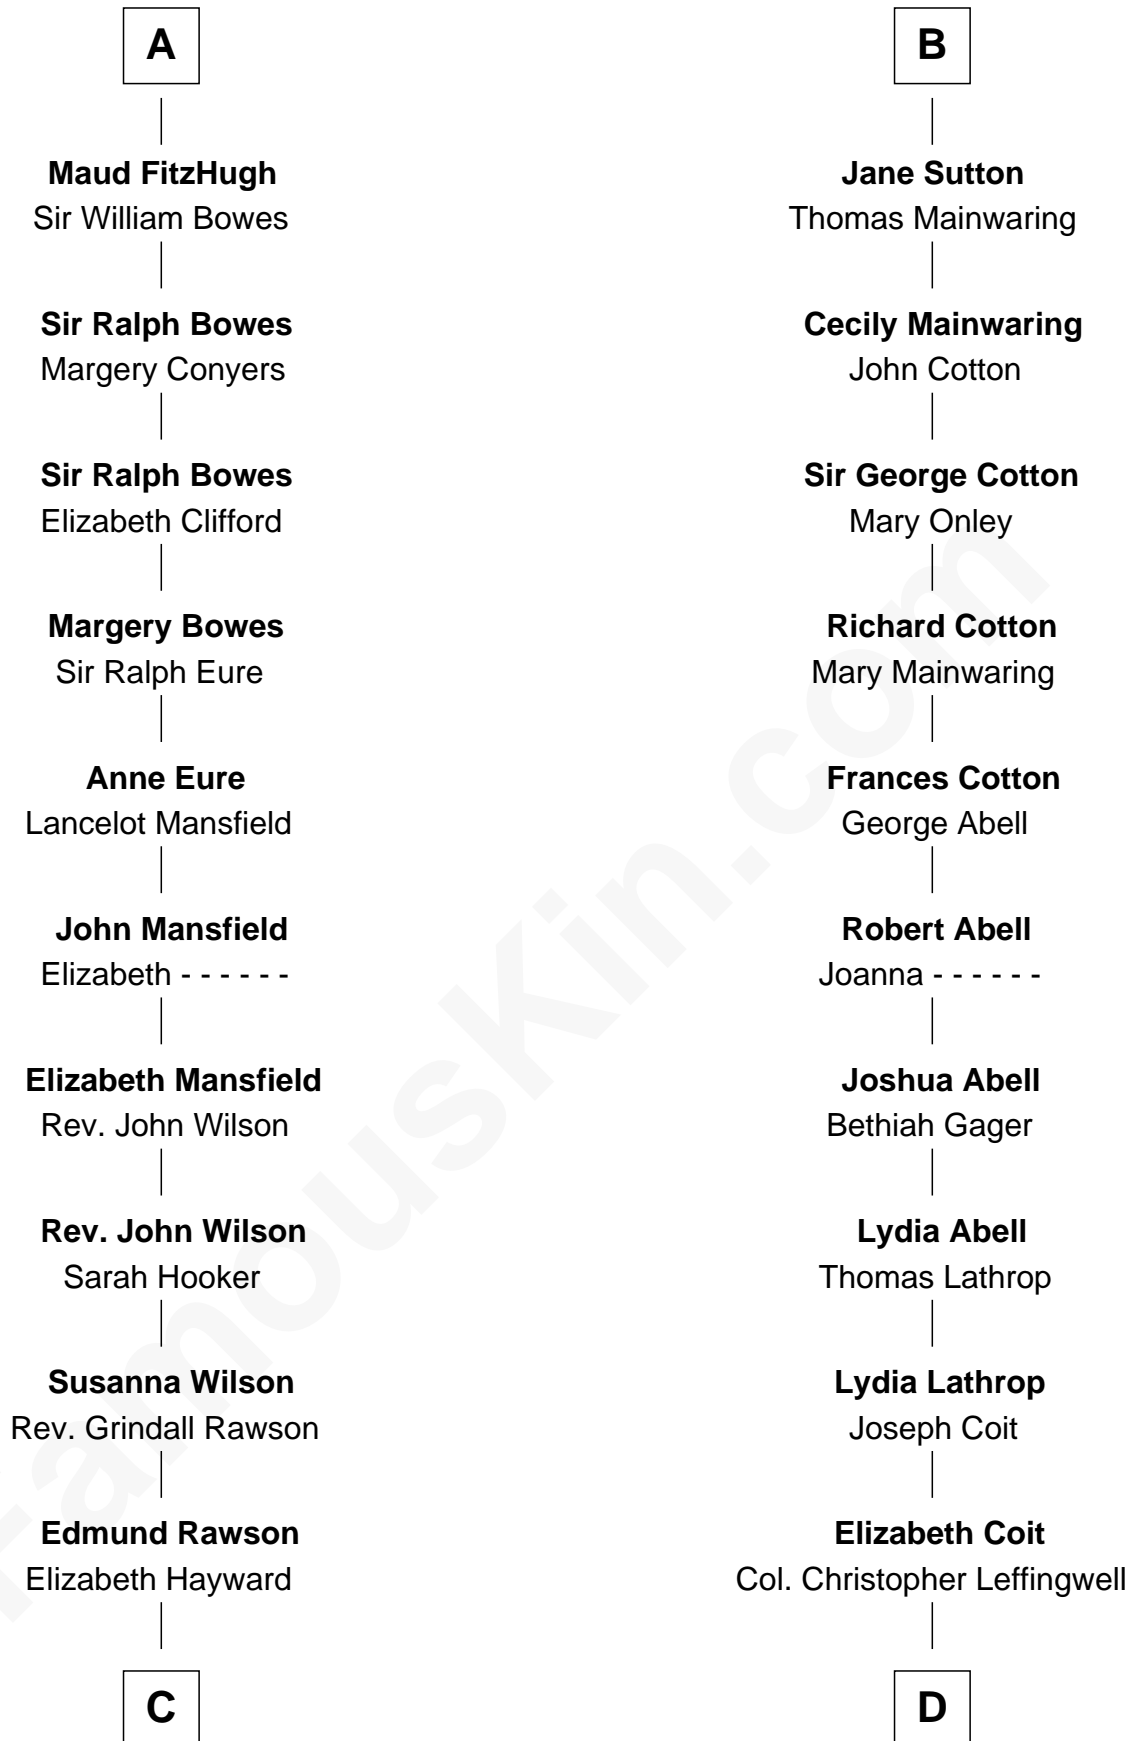 A
Maud FitzHugh
Sir William Bowes
Sir Ralph Bowes
Margery Conyers
Sir Ralph Bowes
Elizabeth Clifford
Margery Bowes
Sir Ralph Eure
Anne Eure
Lancelot Mansfield
John Mansfield
Elizabeth - - - - - -
Elizabeth Mansfield
Rev. John Wilson
Rev. John Wilson
Sarah Hooker
Susanna Wilson
Rev. Grindall Rawson
Edmund Rawson
Elizabeth Hayward
C
B
Jane Sutton
Thomas Mainwaring
Cecily Mainwaring
John Cotton
Sir George Cotton
Mary Onley
Richard Cotton
Mary Mainwaring
Frances Cotton
George Abell
Robert Abell
Joanna - - - - - -
Joshua Abell
Bethiah Gager
Lydia Abell
Thomas Lathrop
Lydia Lathrop
Joseph Coit
Elizabeth Coit
Col. Christopher Leffingwell
D
FamousKin.com